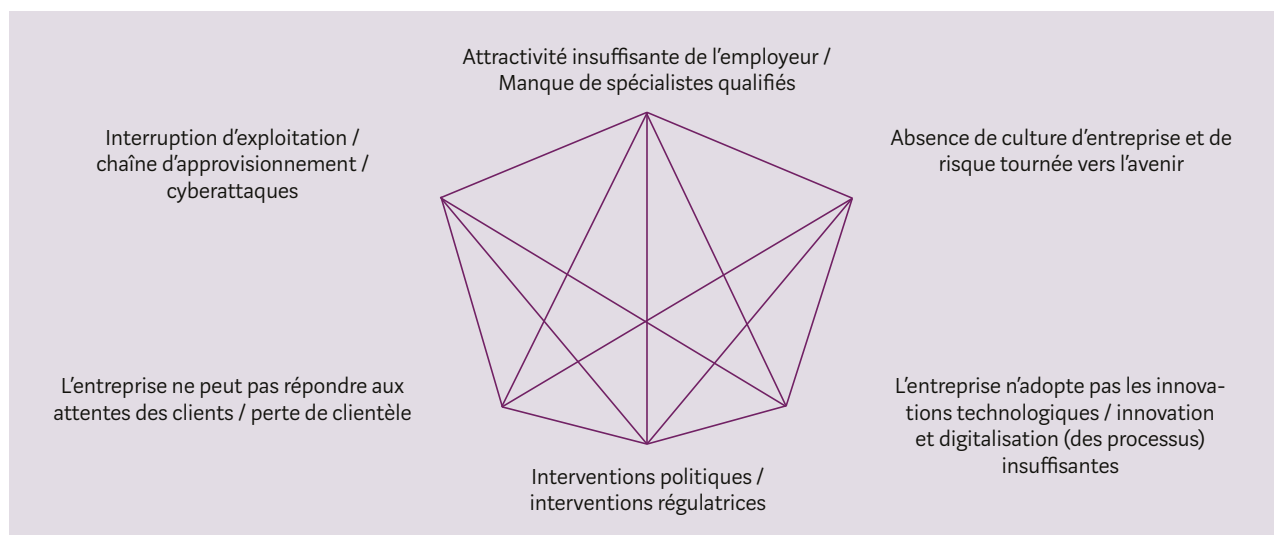 Attractivité insuffisante de l’employeur /
Manque de spécialistes qualifiés
Interruption d’exploitation /
chaîne d’approvisionnement /
cyberattaques
Absence de culture d’entreprise et de
risque tournée vers l’avenir
L’entreprise ne peut pas répondre aux
attentes des clients / perte de clientèle
L’entreprise n’adopte pas les innova-
tions technologiques / innovation
et digitalisation (des processus)
insuffisantes
Interventions politiques /
interventions régulatrices